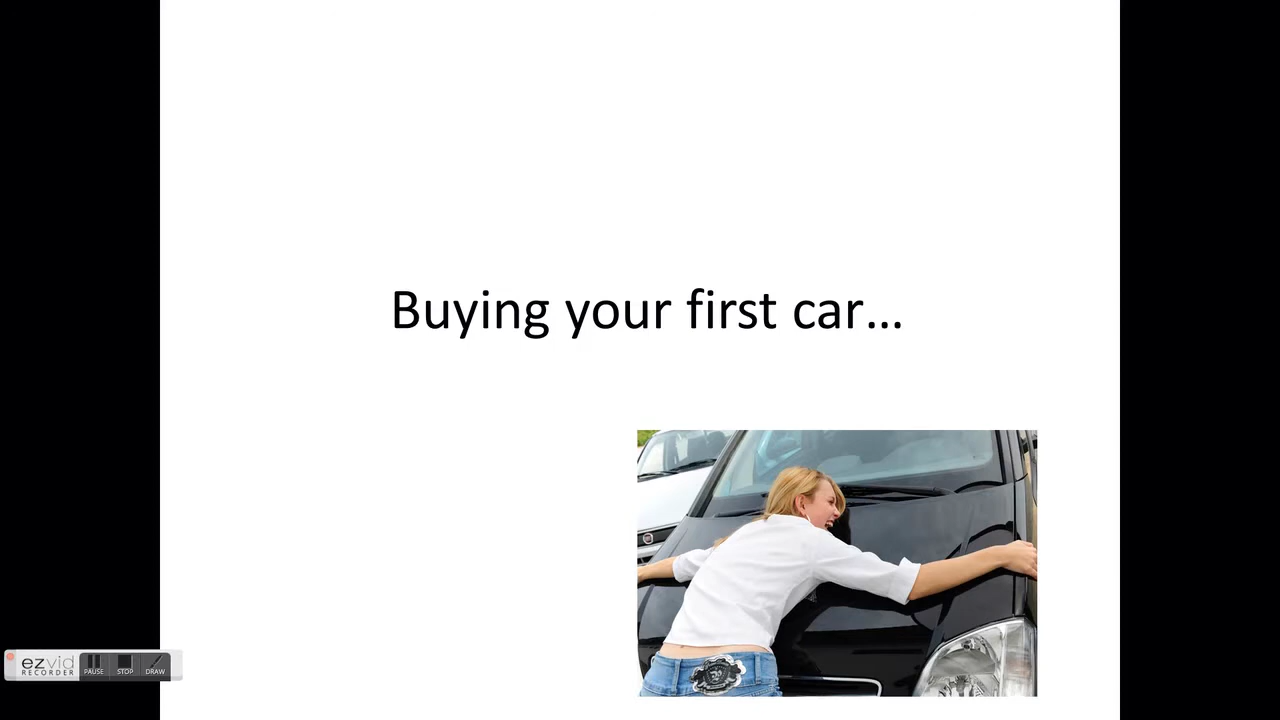 Buying your first car...
ezvid
RECORDER
PAUSE
STOP
DRAW